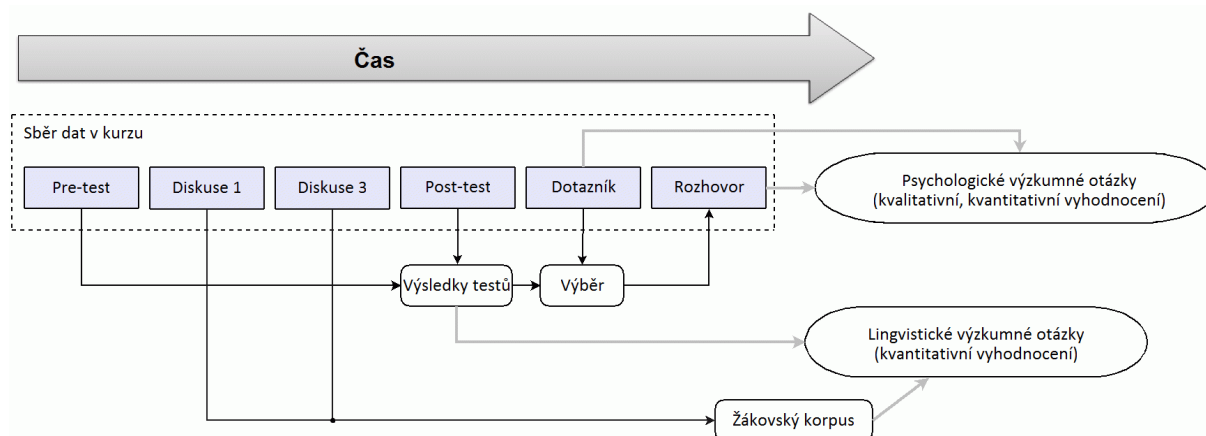 Čas
Sběr dat v kurzu
Pre-test
Diskuse 1
Diskuse 3
Post-test
Dotazník
Rozhovor
Psychologické výzkumné otázky
(kvalitativní, kvantitativní vyhodnocení)
Výsledky testů
Výběr
Lingvistické výzkumné otázky
(kvantitativní vyhodnocení)
Žákovský korpus